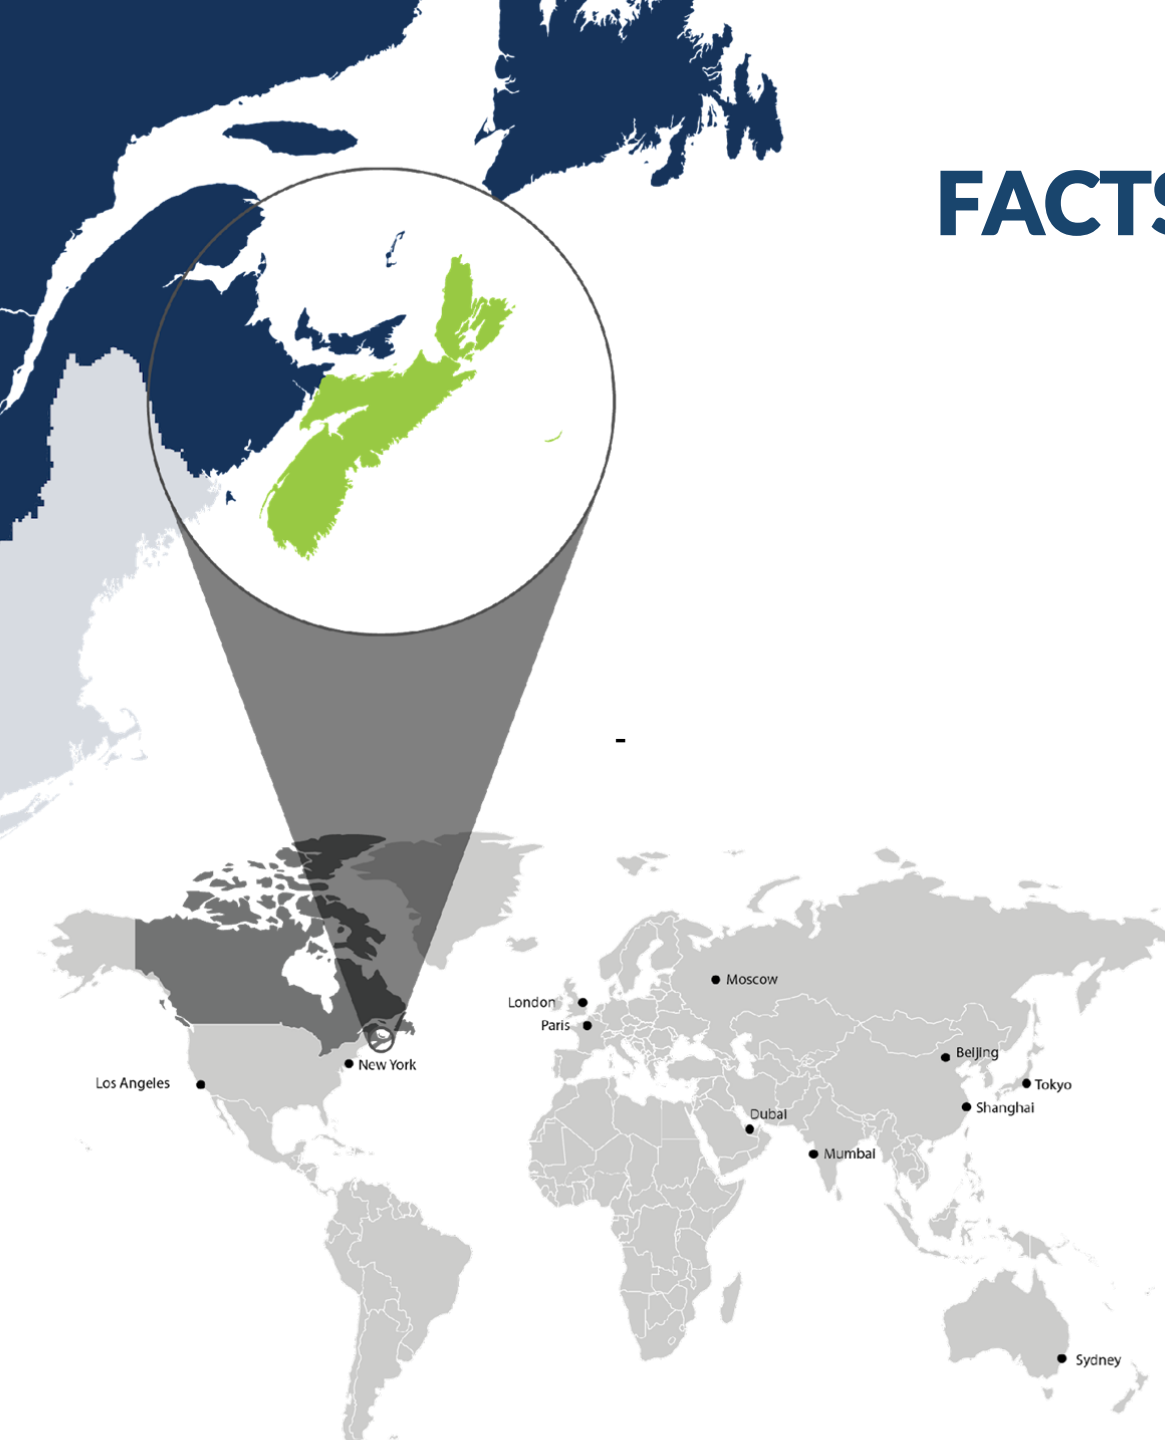 FACTS
-
Moscow
London
Paris
Beijing
New York
Los Angeles
Tokyo
Shanghai
Dubai
Mumbai
Sydney